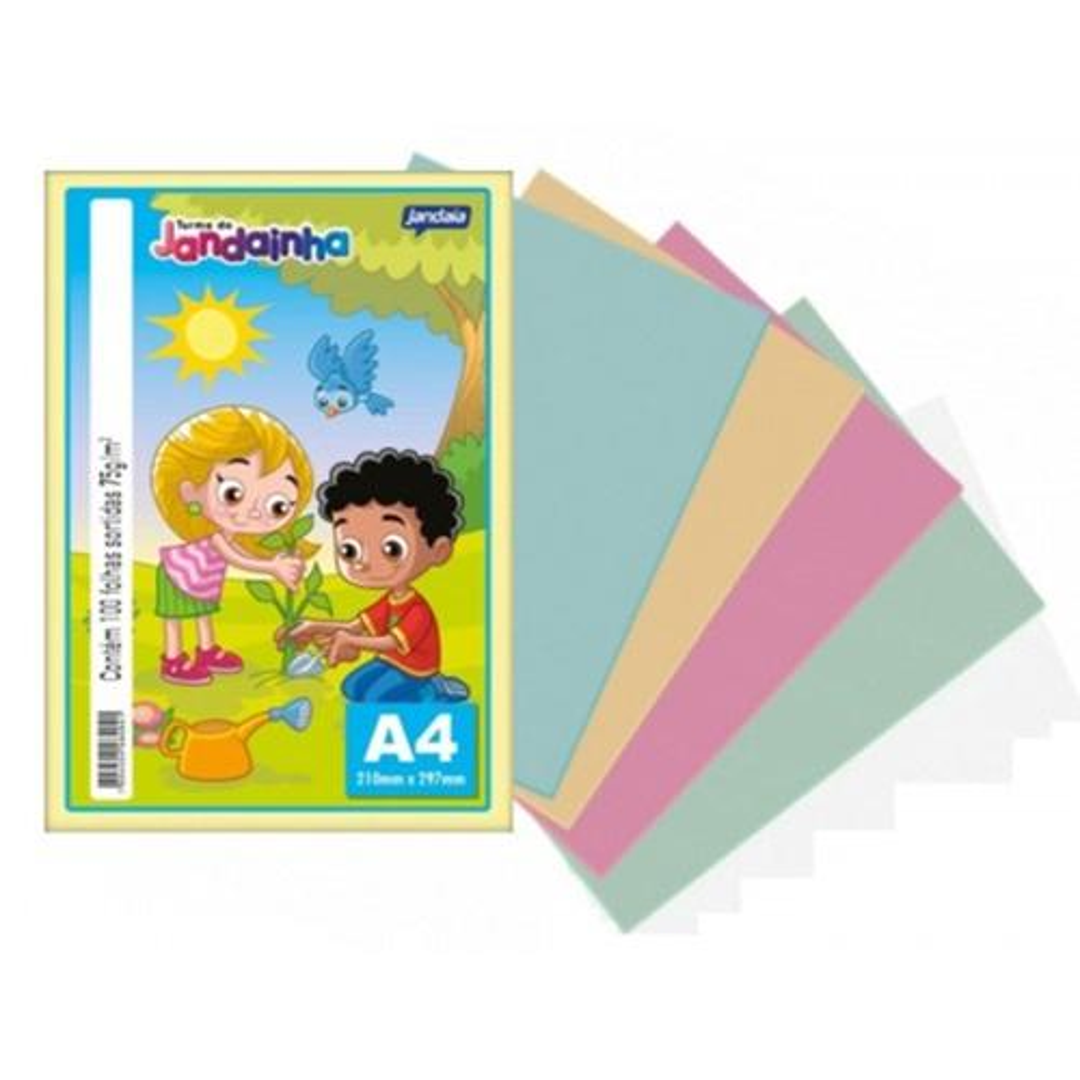 Turma da
Jandainha
Jandaia
Contém 100 folhas sortidas 75g/m²
A4
210mm x 297mm